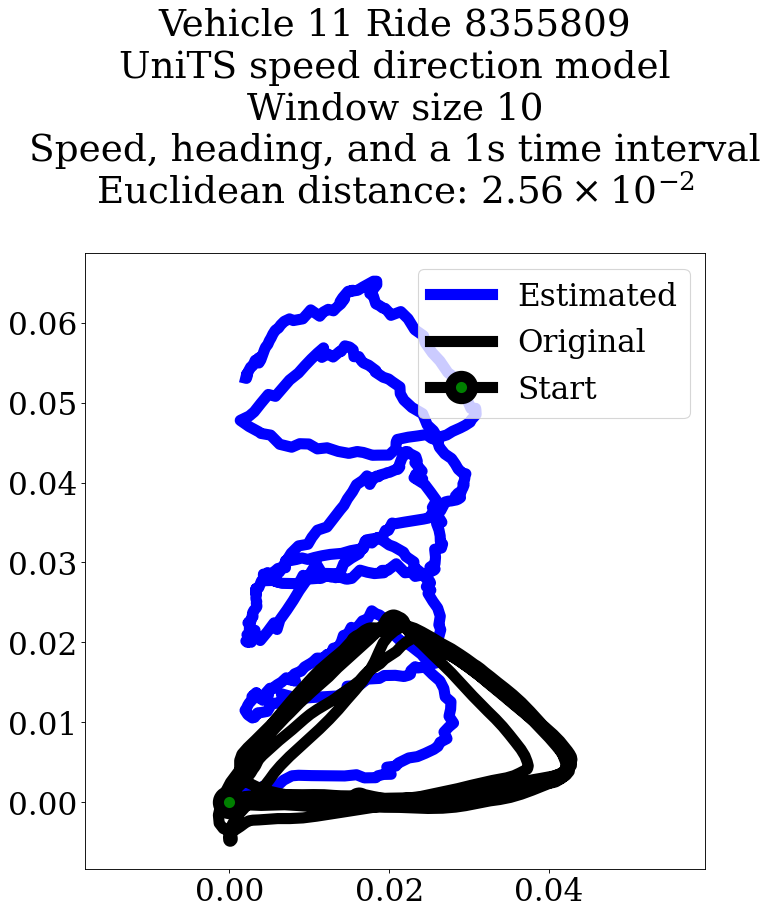 Vehicle 11 Ride 8355809
UniTS speed direction model
Window size 10
Speed, heading, and a 1s time interval
Euclidean distance: 2.56 × 10⁻²
Estimated
Original
Start
0.06
0.05
0.04
0.03
0.02
0.01
0.00
0.00 0.02 0.04